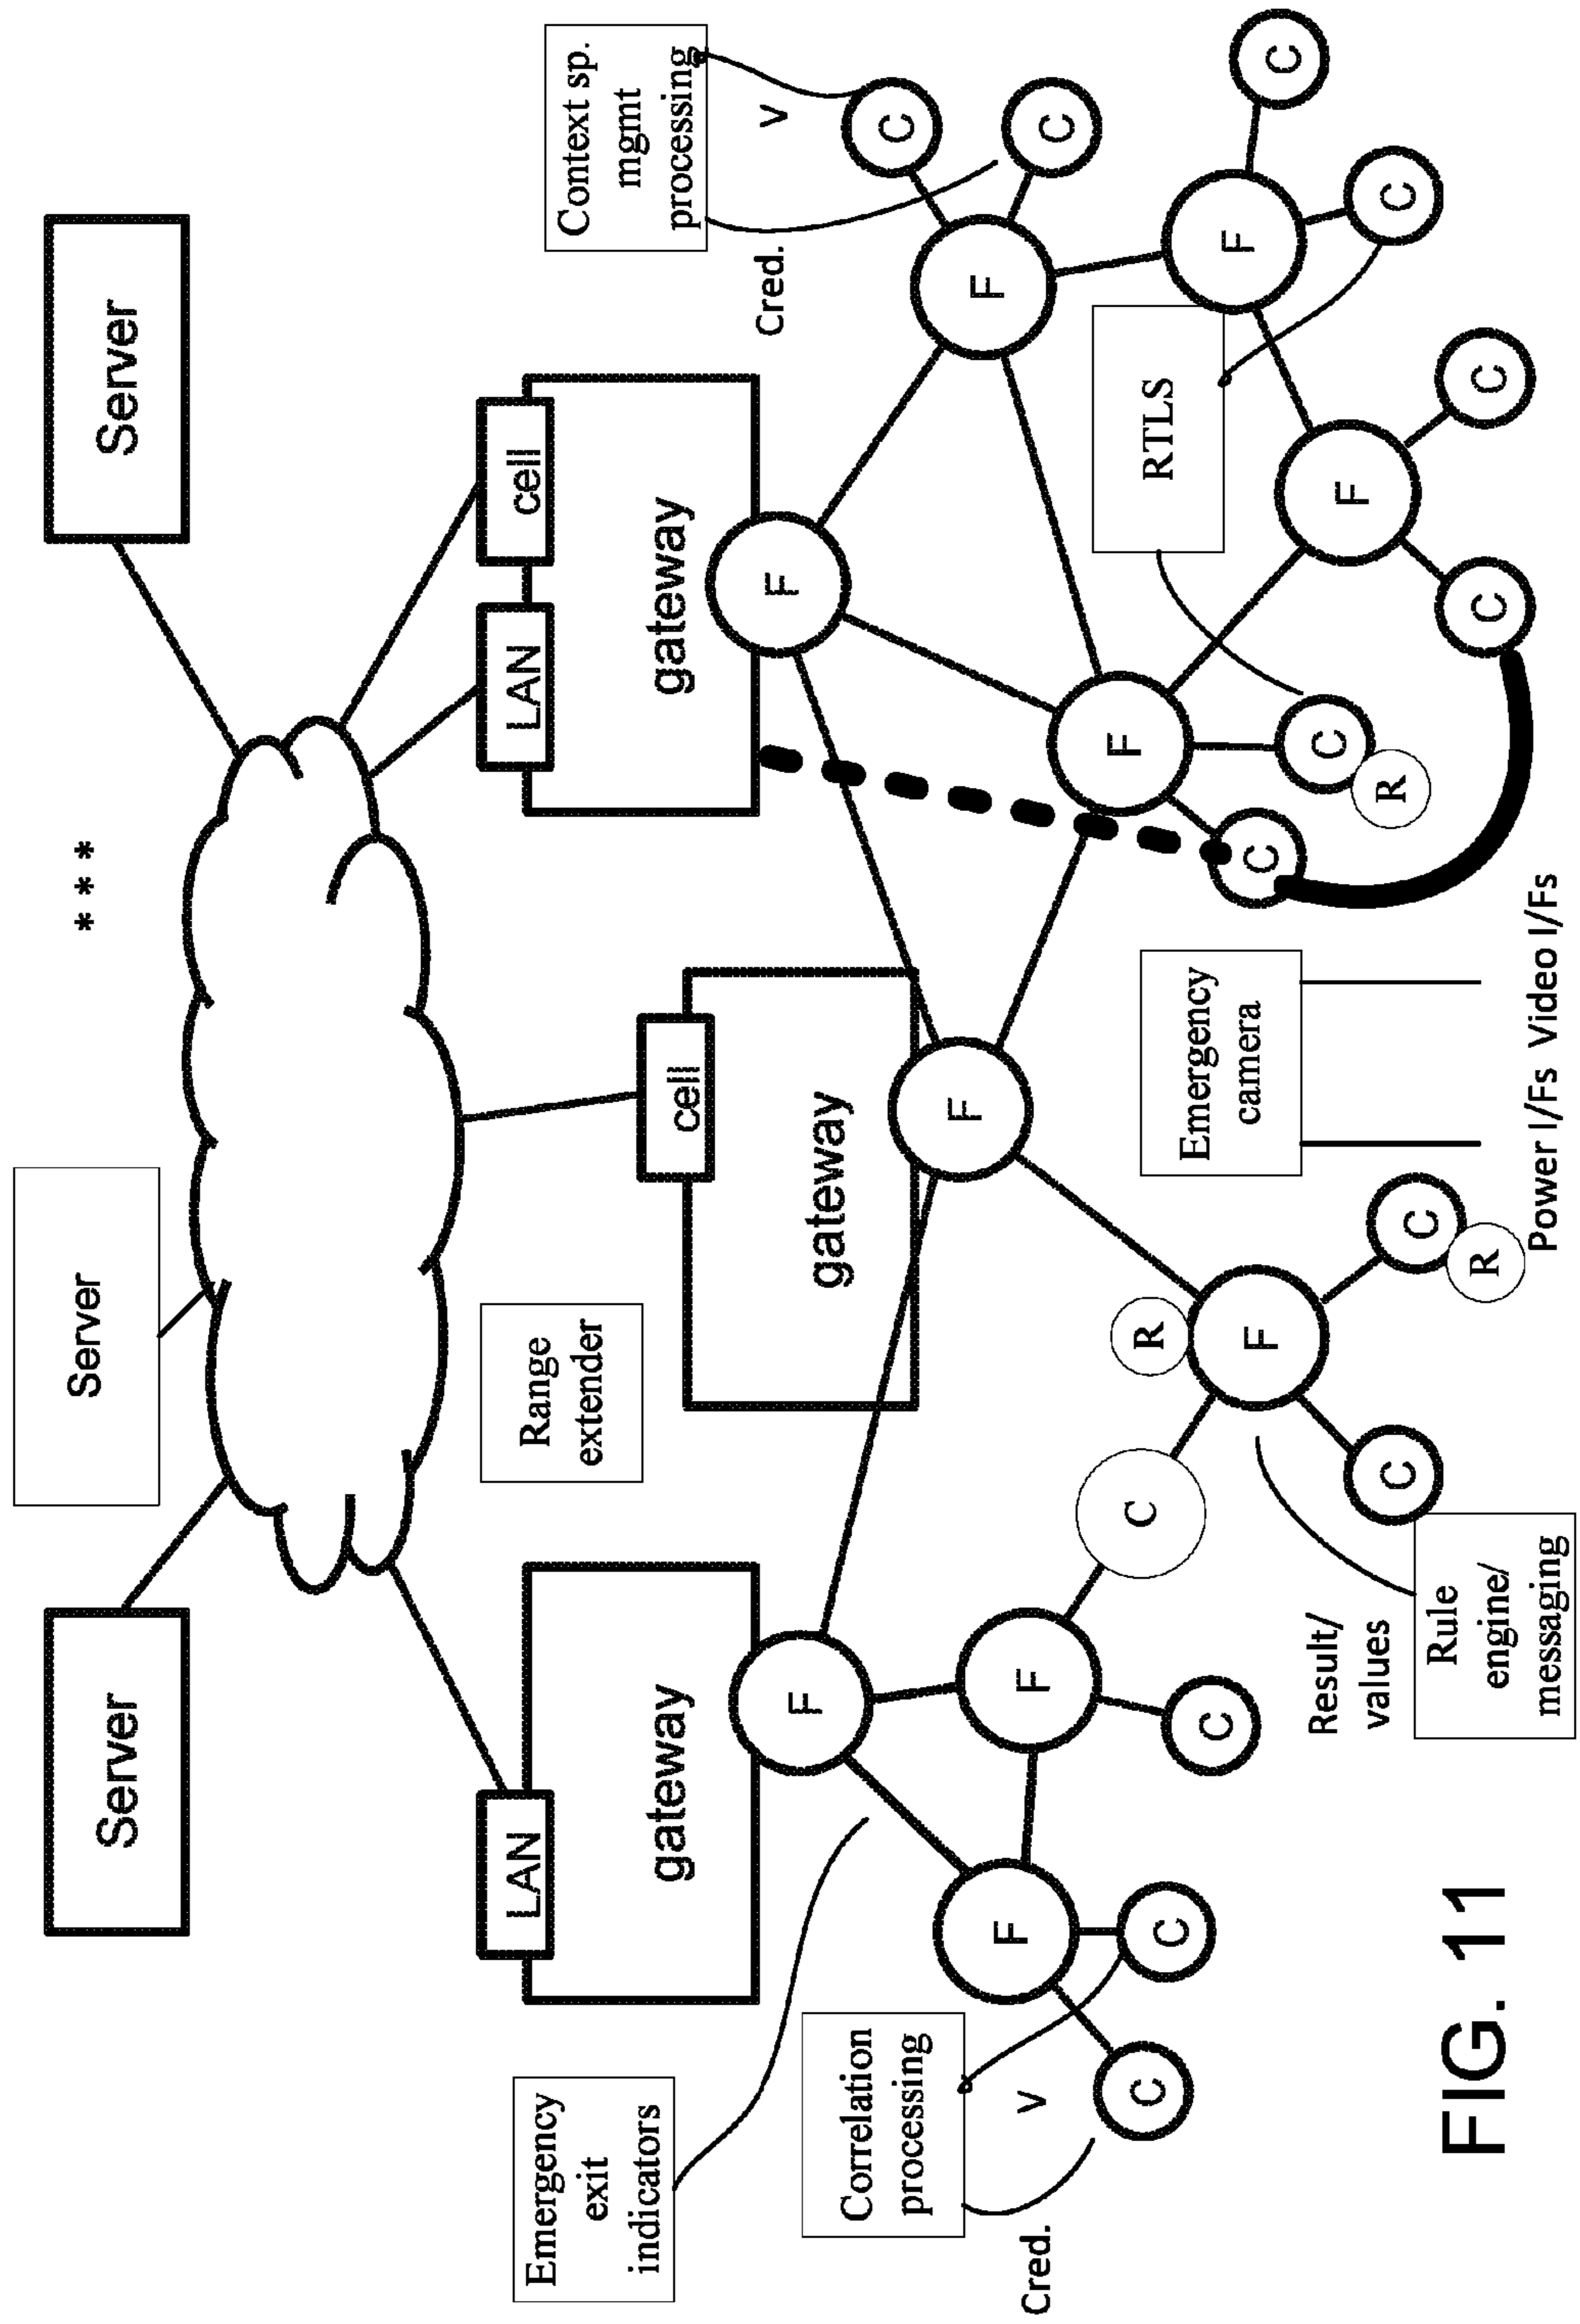 Server
Server
Server
* * *
Emergency
exit
indicators
LAN
gateway
Range
extender
cell
gateway
LAN
cell
gateway
Context sp.
mgmt
processing
V
Cred.
F
F
F
C
C
F
F
C
C
F
F
C
C
F
C
R
C
RTLS
F
C
C
Correlation
processing
V
Cred.
C
C
F
F
C
C
R
F
C
C
R
Emergency
camera
Power I/Fs Video I/Fs
Result/
values
Rule
engine/
messaging
FIG. 11